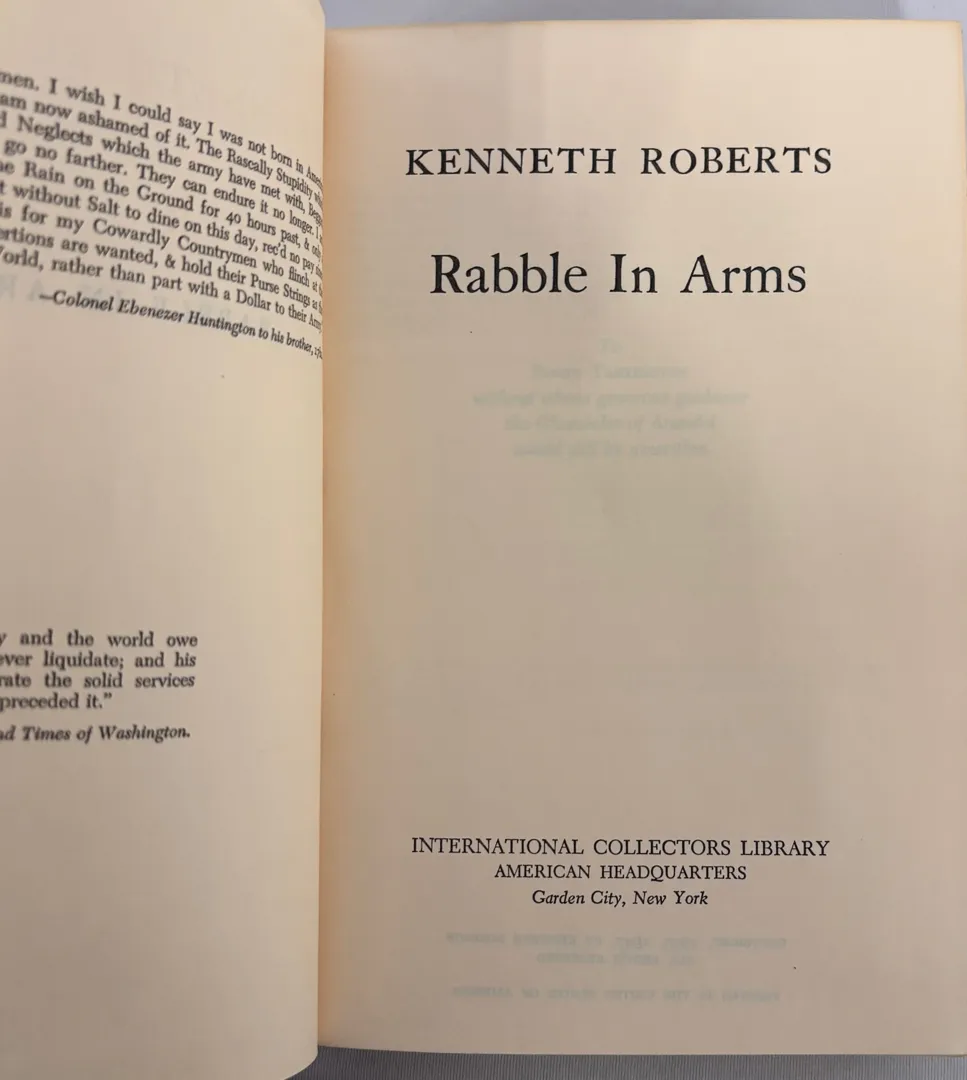 men. I wish I could say I was not born in
am now ashamed of it. The Rascally Stupidity
Neglects which the army have met with,
go no farther. They can endure it no longer. I
Rain on the Ground for 40 hours past, & only
without Salt to dine on this day, rec'd no pay
is for my Cowardly Countrymen who flinch at
ertions are wanted, & hold their Purse Strings as
World, rather than part with a Dollar to their Army
—Colonel Ebenezer Huntington to his brother,
y and the world owe
ever liquidate; and his
rate the solid services
preceded it."
nd Times of Washington.
KENNETH ROBERTS
Rabble In Arms
INTERNATIONAL COLLECTORS LIBRARY
AMERICAN HEADQUARTERS
Garden City, New York